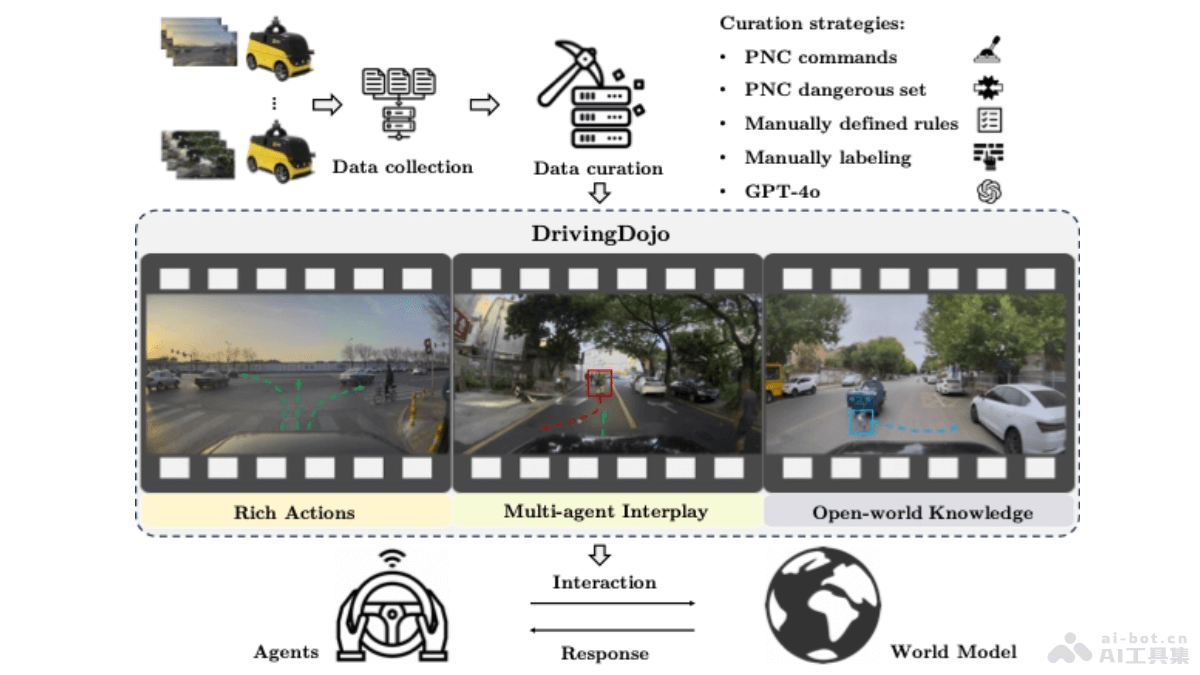 Curation strategies:
• PNC commands
• PNC dangerous set
• Manually defined rules
• Manually labeling
• GPT-4o
Data collection
Data curation
DrivingDojo
Rich Actions
Multi-agent Interplay
Open-world Knowledge
Interaction
Response
Agents
World Model
ai-bot.cn
AI工具集